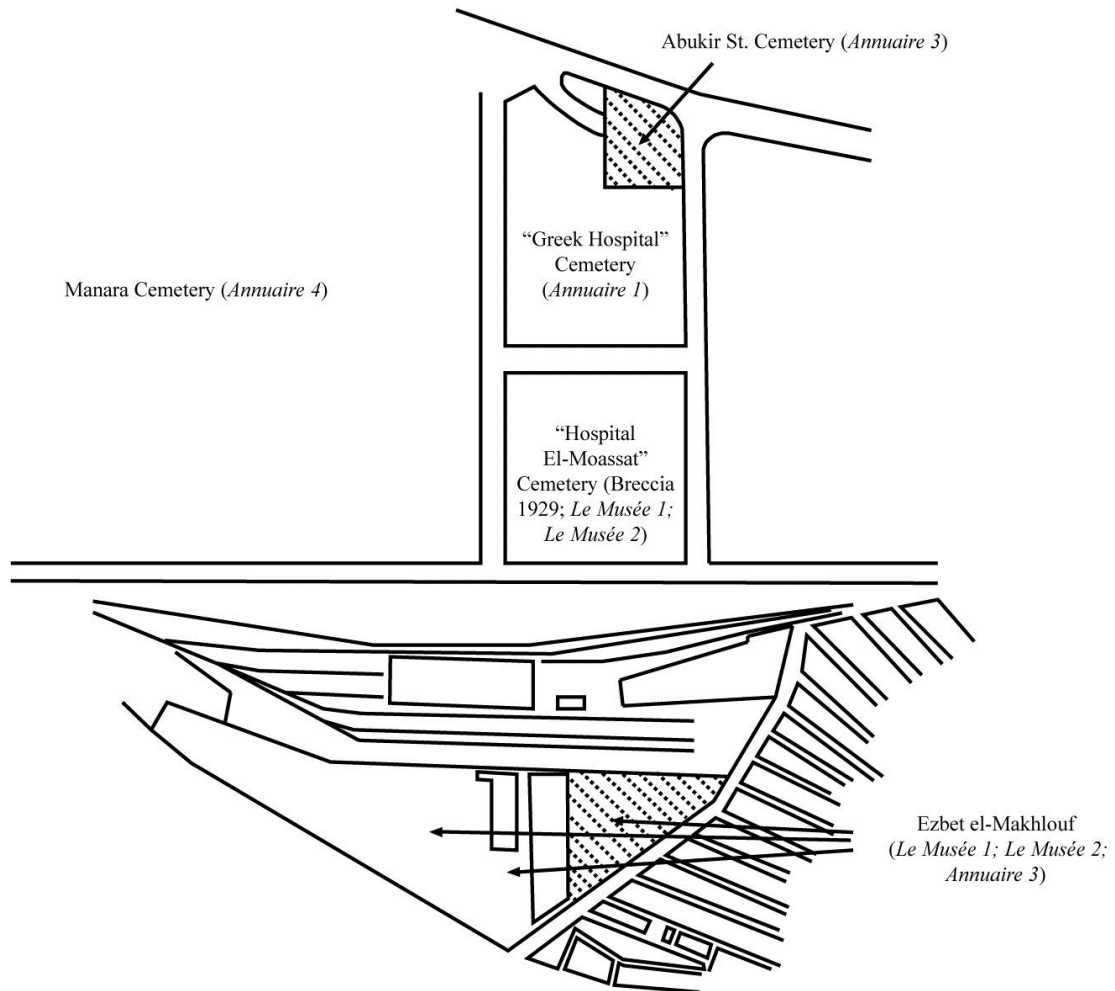 Abukir St. Cemetery (Annuaire 3)
“Greek Hospital”
Cemetery
(Annuaire 1)
Manara Cemetery (Annuaire 4)
“Hospital
El-Moassat”
Cemetery (Breccia
1929; Le Musée 1;
Le Musée 2)
Ezbet el-Makhlouf
(Le Musée 1; Le Musée 2;
Annuaire 3)